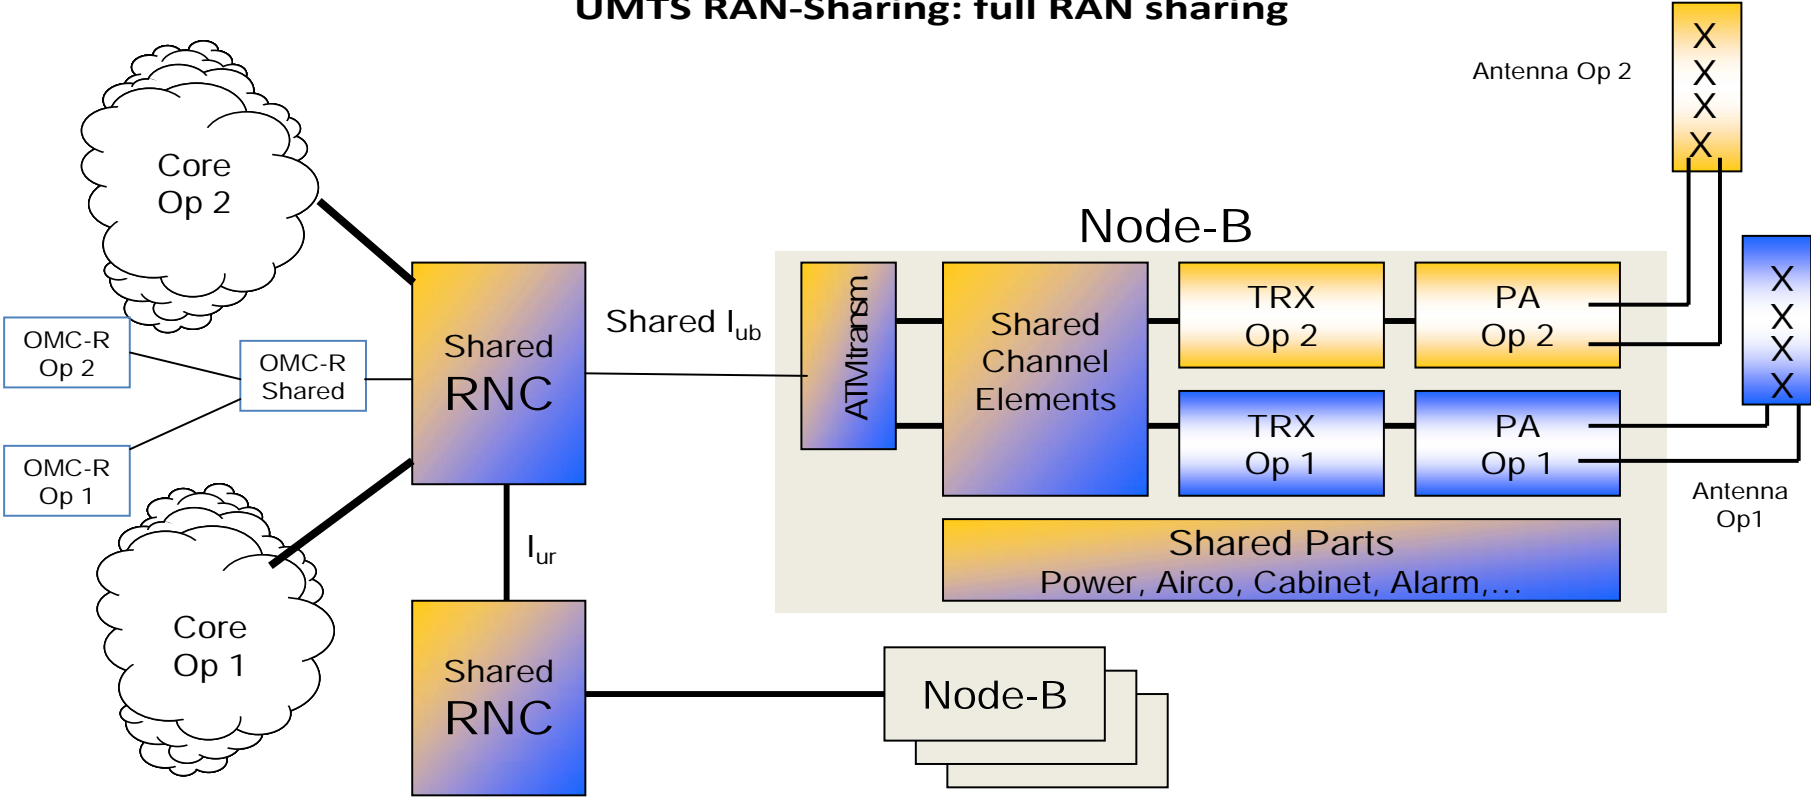 UMTS RAN-Sharing: full RAN sharing
Antenna Op 2
X
X
X
X
Core
Op 2
Node-B
X
X
X
X
OMC-R
Op 2
OMC-R
Shared
OMC-R
Op 1
Shared
RNC
Shared Iub
ATMtransm.
Shared
Channel
Elements
TRX
Op 2
PA
Op 2
TRX
Op 1
PA
Op 1
Antenna
Op1
Shared Parts
Power, Airco, Cabinet, Alarm,...
Iur
Core
Op 1
Shared
RNC
Node-B